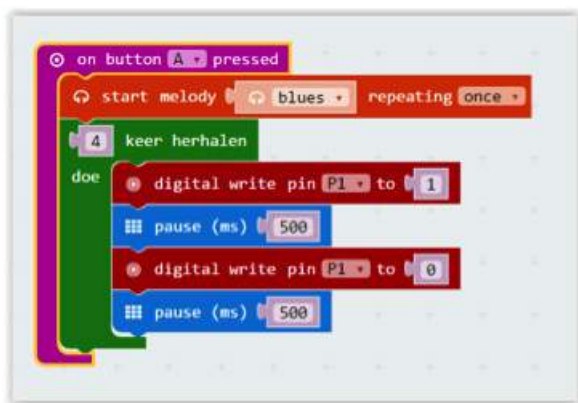 on button A pressed
start melody blues repeating once
4 keer herhalen
doe
digital write pin P1 to 1
pause (ms) 500
digital write pin P1 to 0
pause (ms) 500